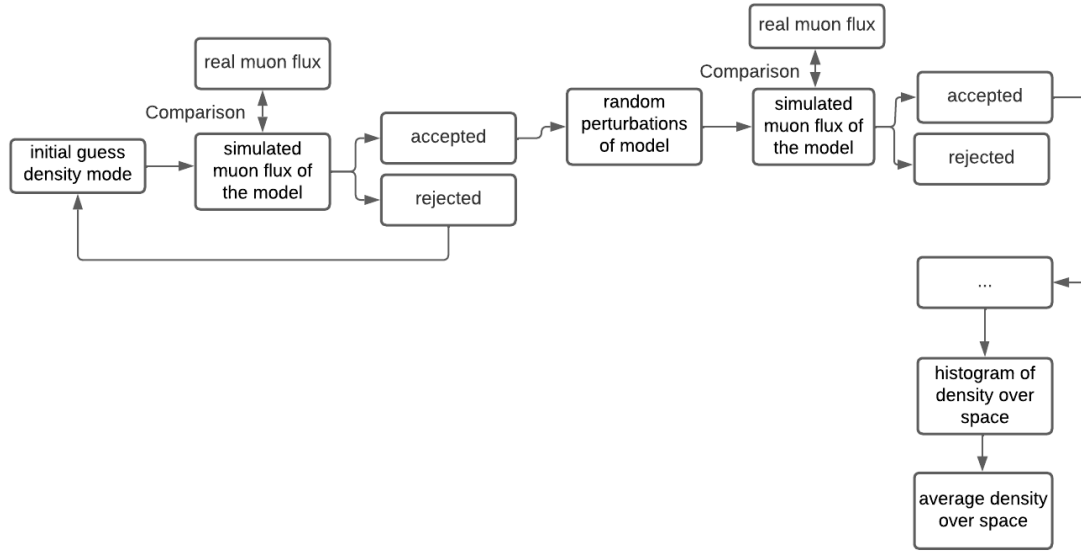 real muon flux
Comparison
initial guess
density mode
simulated
muon flux of
the model
accepted
rejected
random
perturbations
of model
real muon flux
Comparison
simulated
muon flux of
the model
accepted
rejected
...
histogram of
density over
space
average density
over space